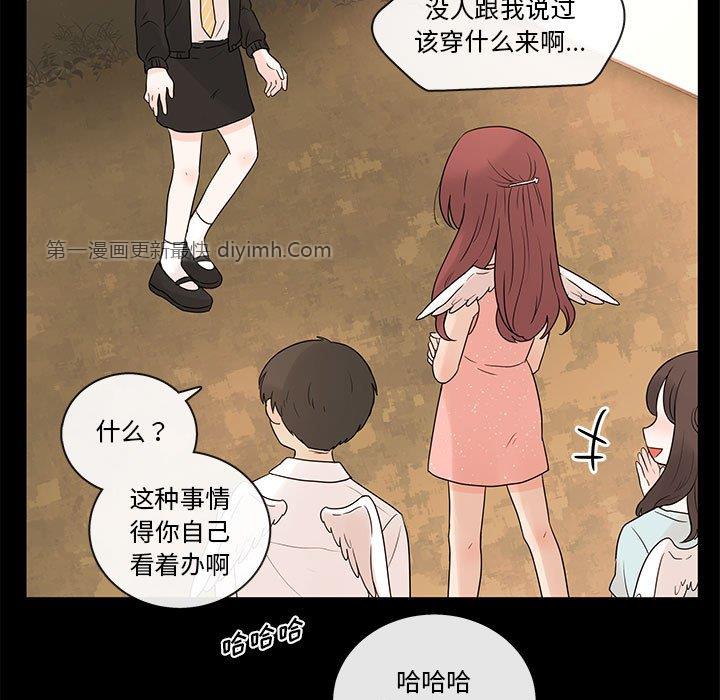 没人跟我说过
该穿什么来啊...
第一漫画更新最快 diyimh.Com
什么？
这种事情
得你自己
看着办啊
哈哈哈
哈哈哈